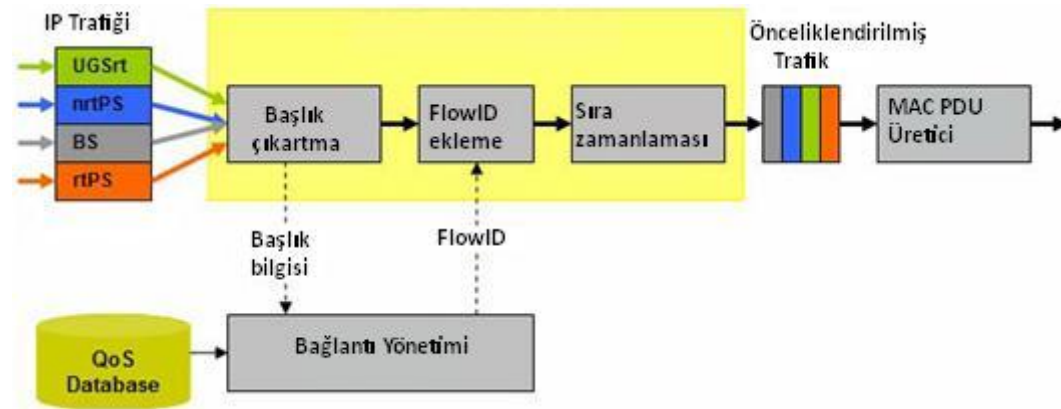 IP Trafiği
UGSrt
nrtPS
BS
rtPS
Başlık
çıkartma
FlowID
ekleme
Sıra
zamanlaması
Önceliklendirilmiş
Trafik
MAC PDU
Üretici
Başlık
bilgisi
FlowID
Bağlantı Yönetimi
QoS
Database